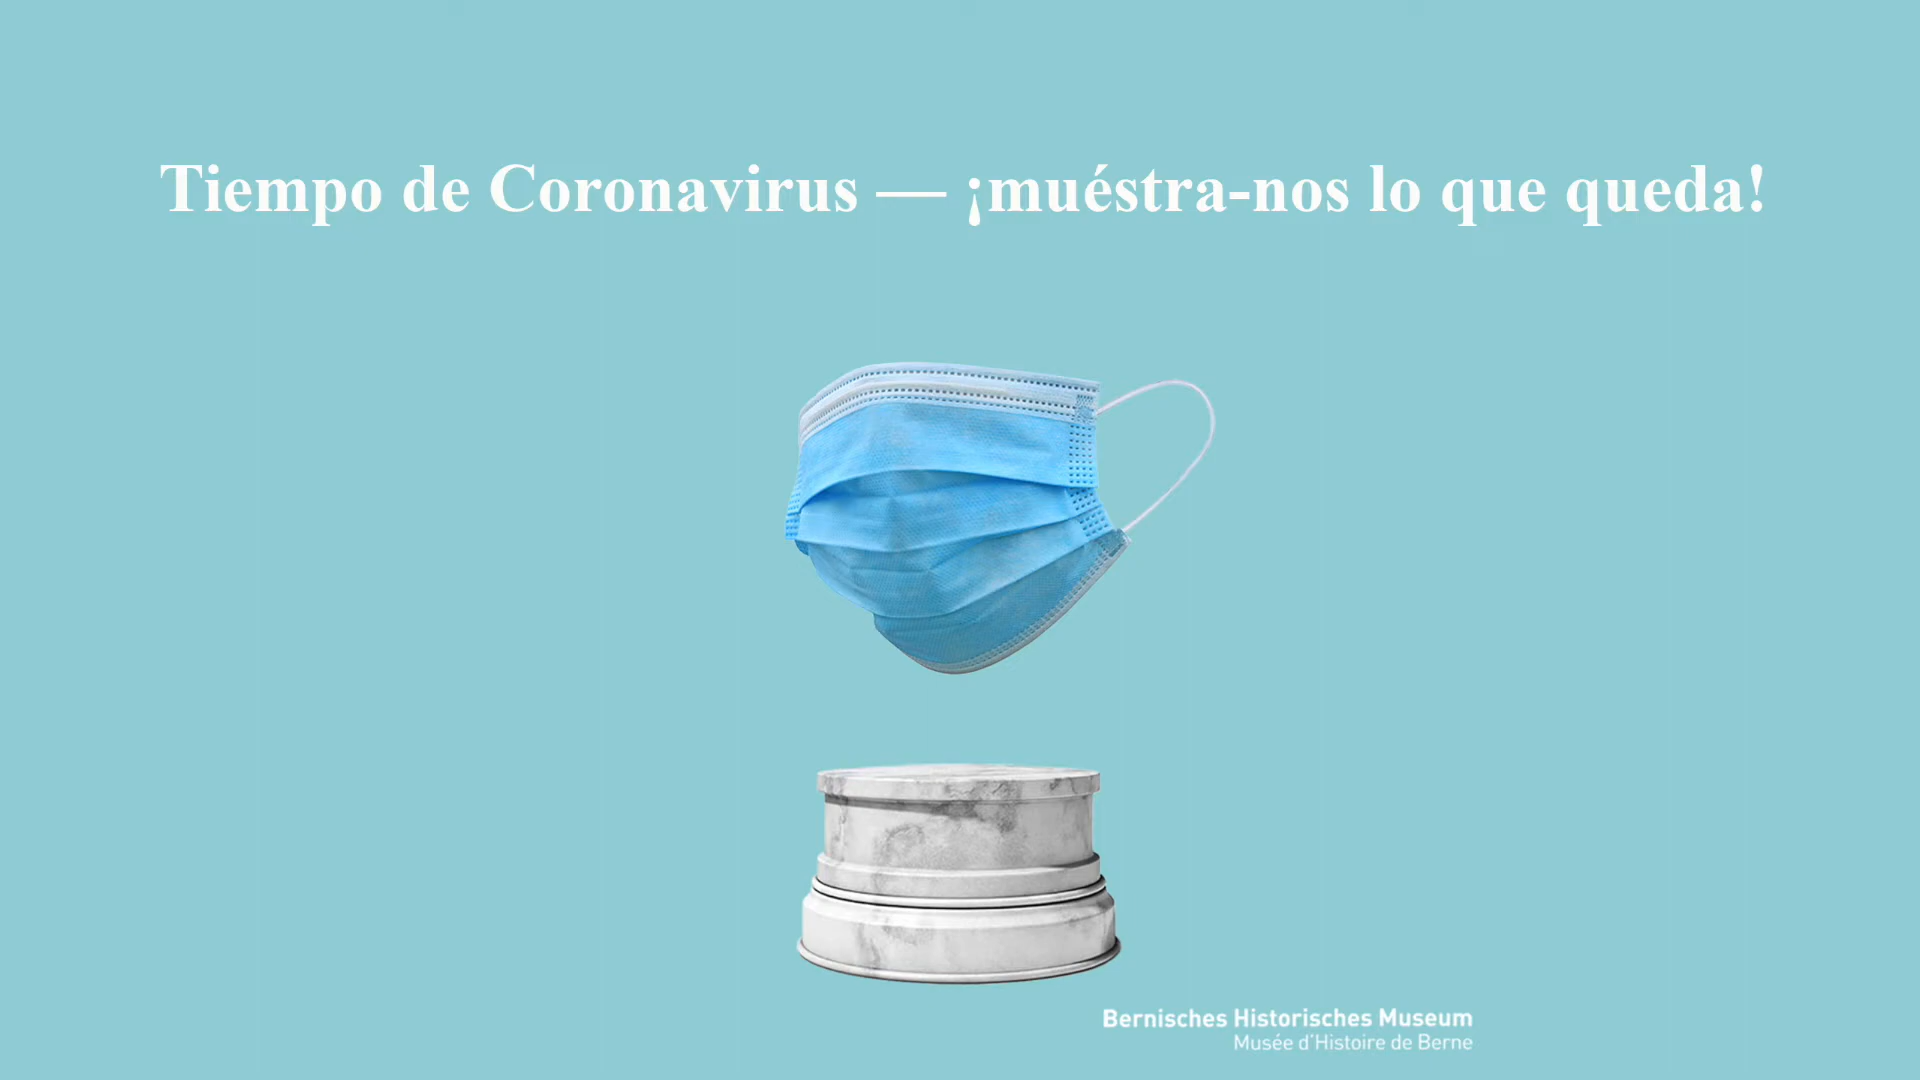 Tiempo de Coronavirus — ¡muéstra-nos lo que queda!
Bernisches Historisches Museum
Musée d'Histoire de Berne